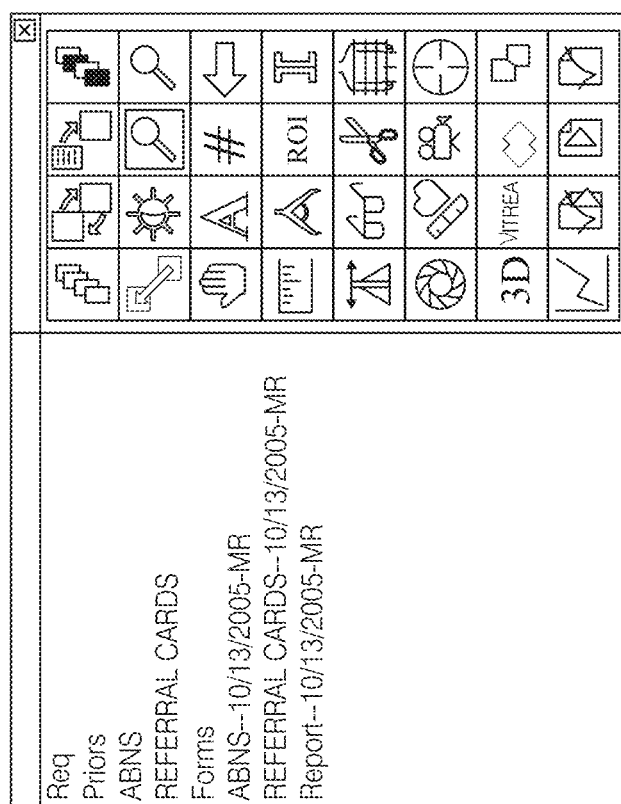 Req
Priors
ABNS
REFERRAL CARDS
Forms
ABNS--10/13/2005-MR
REFERRAL CARDS--10/13/2005-MR
Report--10/13/2005-MR
A #
ROI
3D VITREA